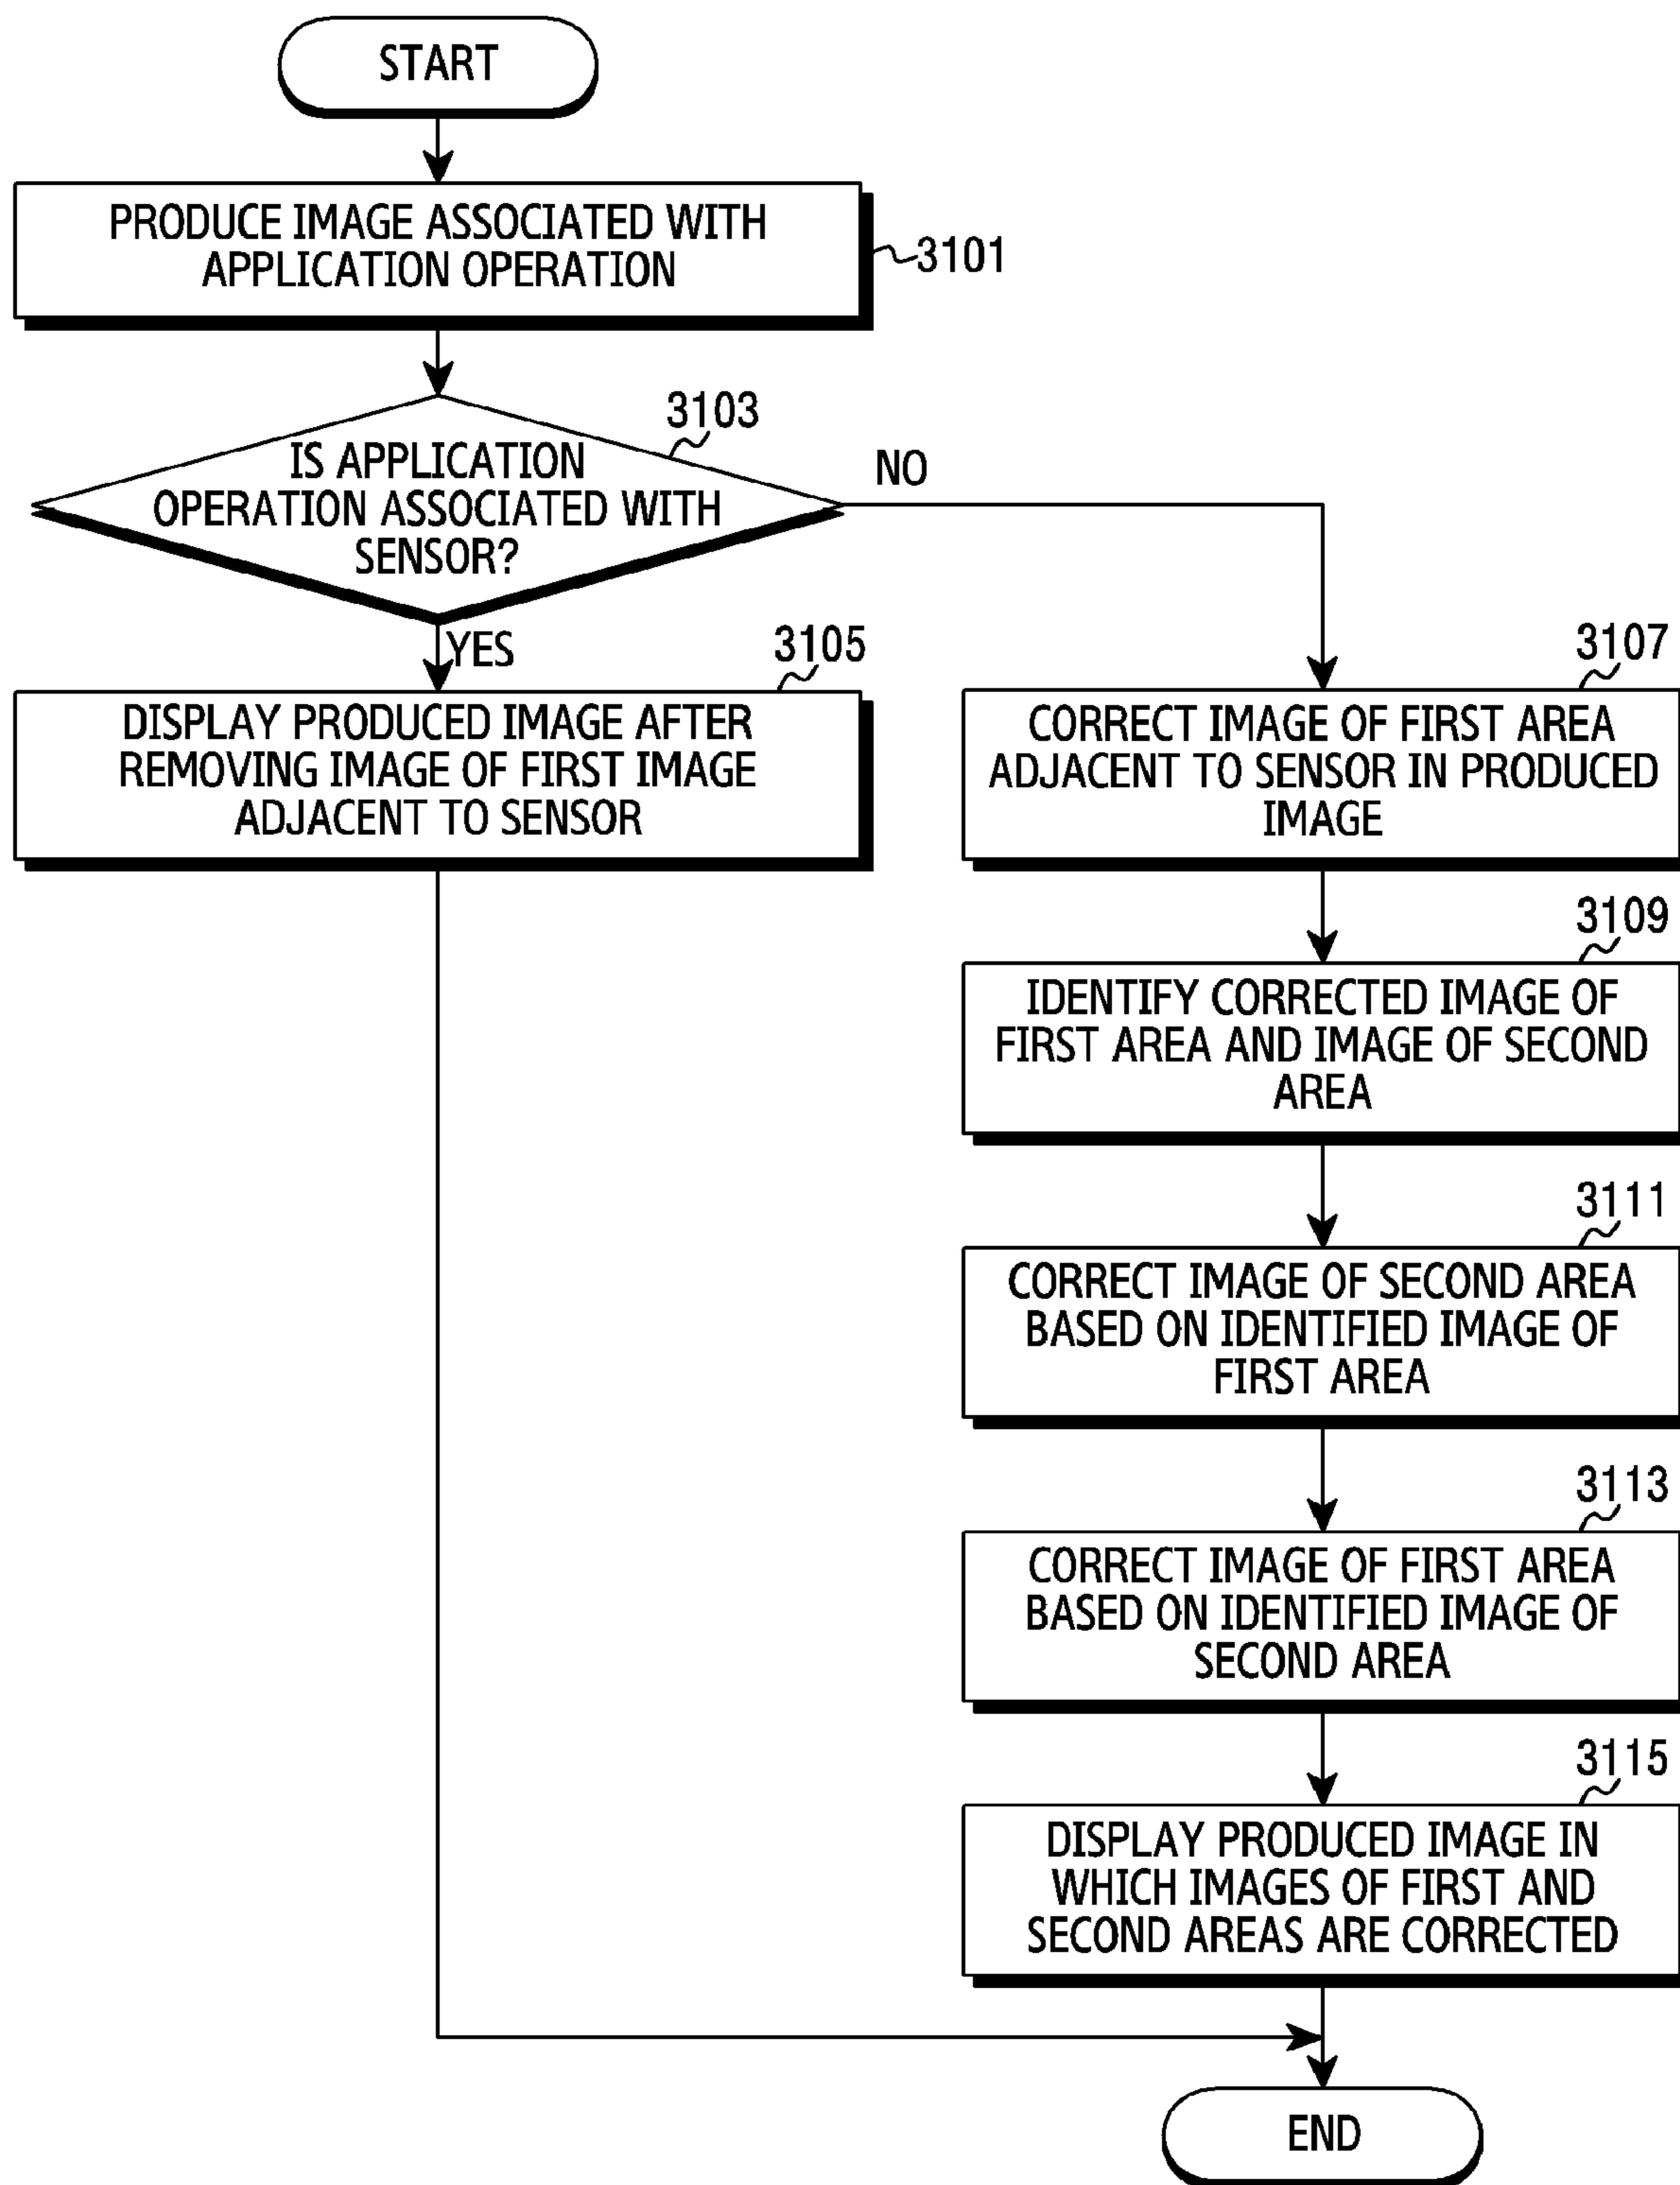 START
PRODUCE IMAGE ASSOCIATED WITH
APPLICATION OPERATION
3101
3103
IS APPLICATION
OPERATION ASSOCIATED WITH
SENSOR?
NO
YES
3105
DISPLAY PRODUCED IMAGE AFTER
REMOVING IMAGE OF FIRST IMAGE
ADJACENT TO SENSOR
3107
CORRECT IMAGE OF FIRST AREA
ADJACENT TO SENSOR IN PRODUCED
IMAGE
3109
IDENTIFY CORRECTED IMAGE OF
FIRST AREA AND IMAGE OF SECOND
AREA
3111
CORRECT IMAGE OF SECOND AREA
BASED ON IDENTIFIED IMAGE OF
FIRST AREA
3113
CORRECT IMAGE OF FIRST AREA
BASED ON IDENTIFIED IMAGE OF
SECOND AREA
3115
DISPLAY PRODUCED IMAGE IN
WHICH IMAGES OF FIRST AND
SECOND AREAS ARE CORRECTED
END